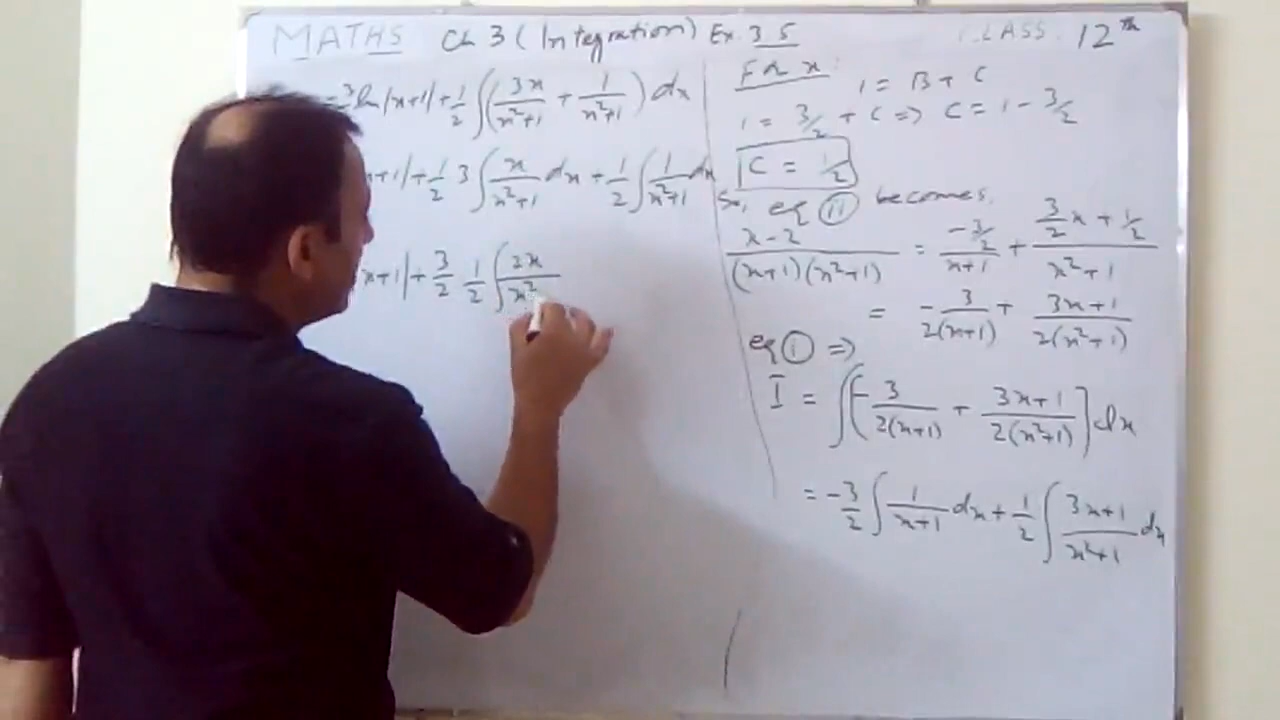 MATHS Ch 3 (Integration) Ex. 3.5 CLASS: 12th
3/2 ln|x+1| + 1/2 ∫(3x/(x²+1) + 1/(x²+1)) dx
x+1| + 1/2 3 ∫ x/(x²+1) dx + 1/2 ∫ 1/(x²+1) dx
x+1| + 3/2 1/2 ∫ 2x/x²
For x:
1 = B + C
1 = 3/2 + C ⇒ C = 1 - 3/2
C = 1/2
So, eq (ii) becomes.
x-2/((x+1)(x²+1)) = (-3/2)/(x+1) + (3/2 x + 1/2)/(x²+1)
= -3/(2(x+1)) + (3x+1)/(2(x²+1))
eq (i) ⇒
I = ∫[-3/(2(x+1)) + (3x+1)/(2(x²+1))] dx
= -3/2 ∫ 1/(x+1) dx + 1/2 ∫ (3x+1)/(x²+1) dx